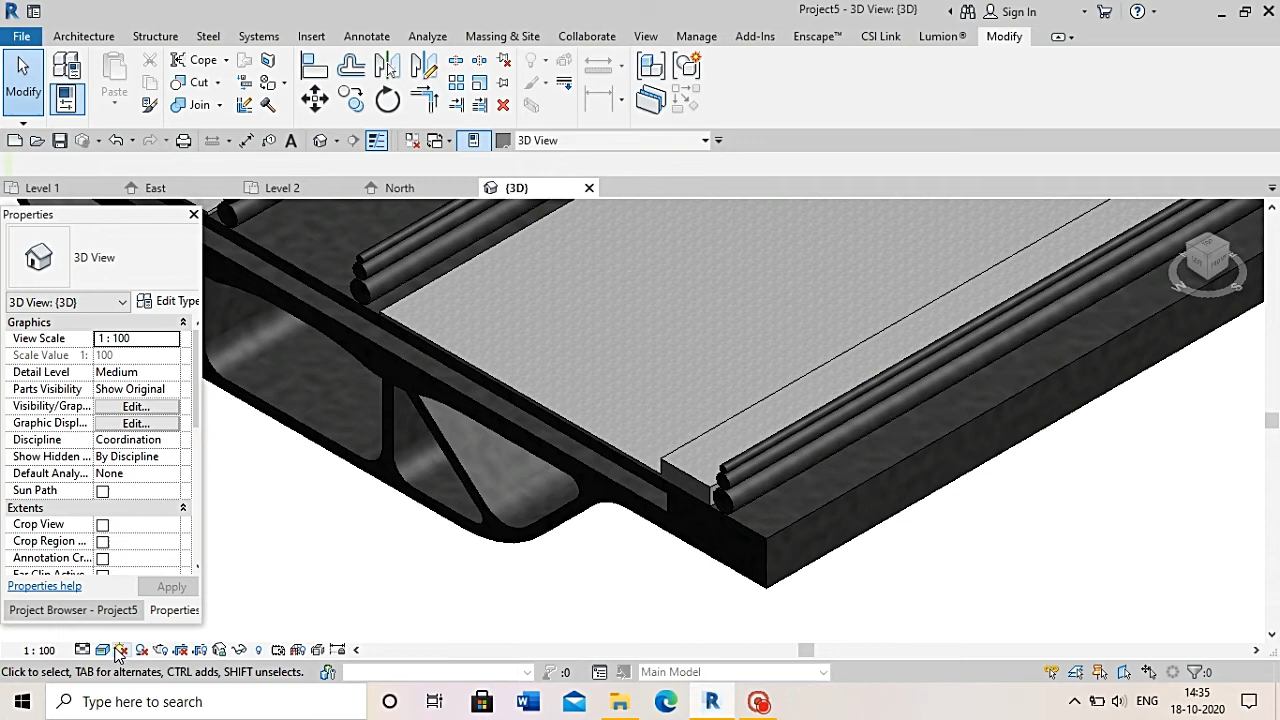 Project5 - 3D View: {3D}
Sign In
File
Architecture
Structure
Steel
Systems
Insert
Annotate
Analyze
Massing & Site
Collaborate
View
Manage
Add-Ins
Enscape™
CSI Link
Lumion®
Modify
Modify
Paste
Cope
Cut
Join
A
3D View
Level 1
East
Level 2
North
{3D}
Properties
3D View
3D View: {3D}
Edit Type
Graphics
View Scale
1 : 100
Scale Value 1:
100
Detail Level
Medium
Parts Visibility
Show Original
Visibility/Grap...
Edit...
Graphic Displ...
Edit...
Discipline
Coordination
Show Hidden ...
By Discipline
Default Analy...
None
Sun Path
Extents
Crop View
Crop Region ...
Annotation Cr...
Far Clip Active
Properties help
Apply
Project Browser - Project5
Properties
1 : 100
Click to select, TAB for alternates, CTRL adds, SHIFT unselects.
:0
Main Model
:0
Type here to search
ENG
14:35
18-10-2020